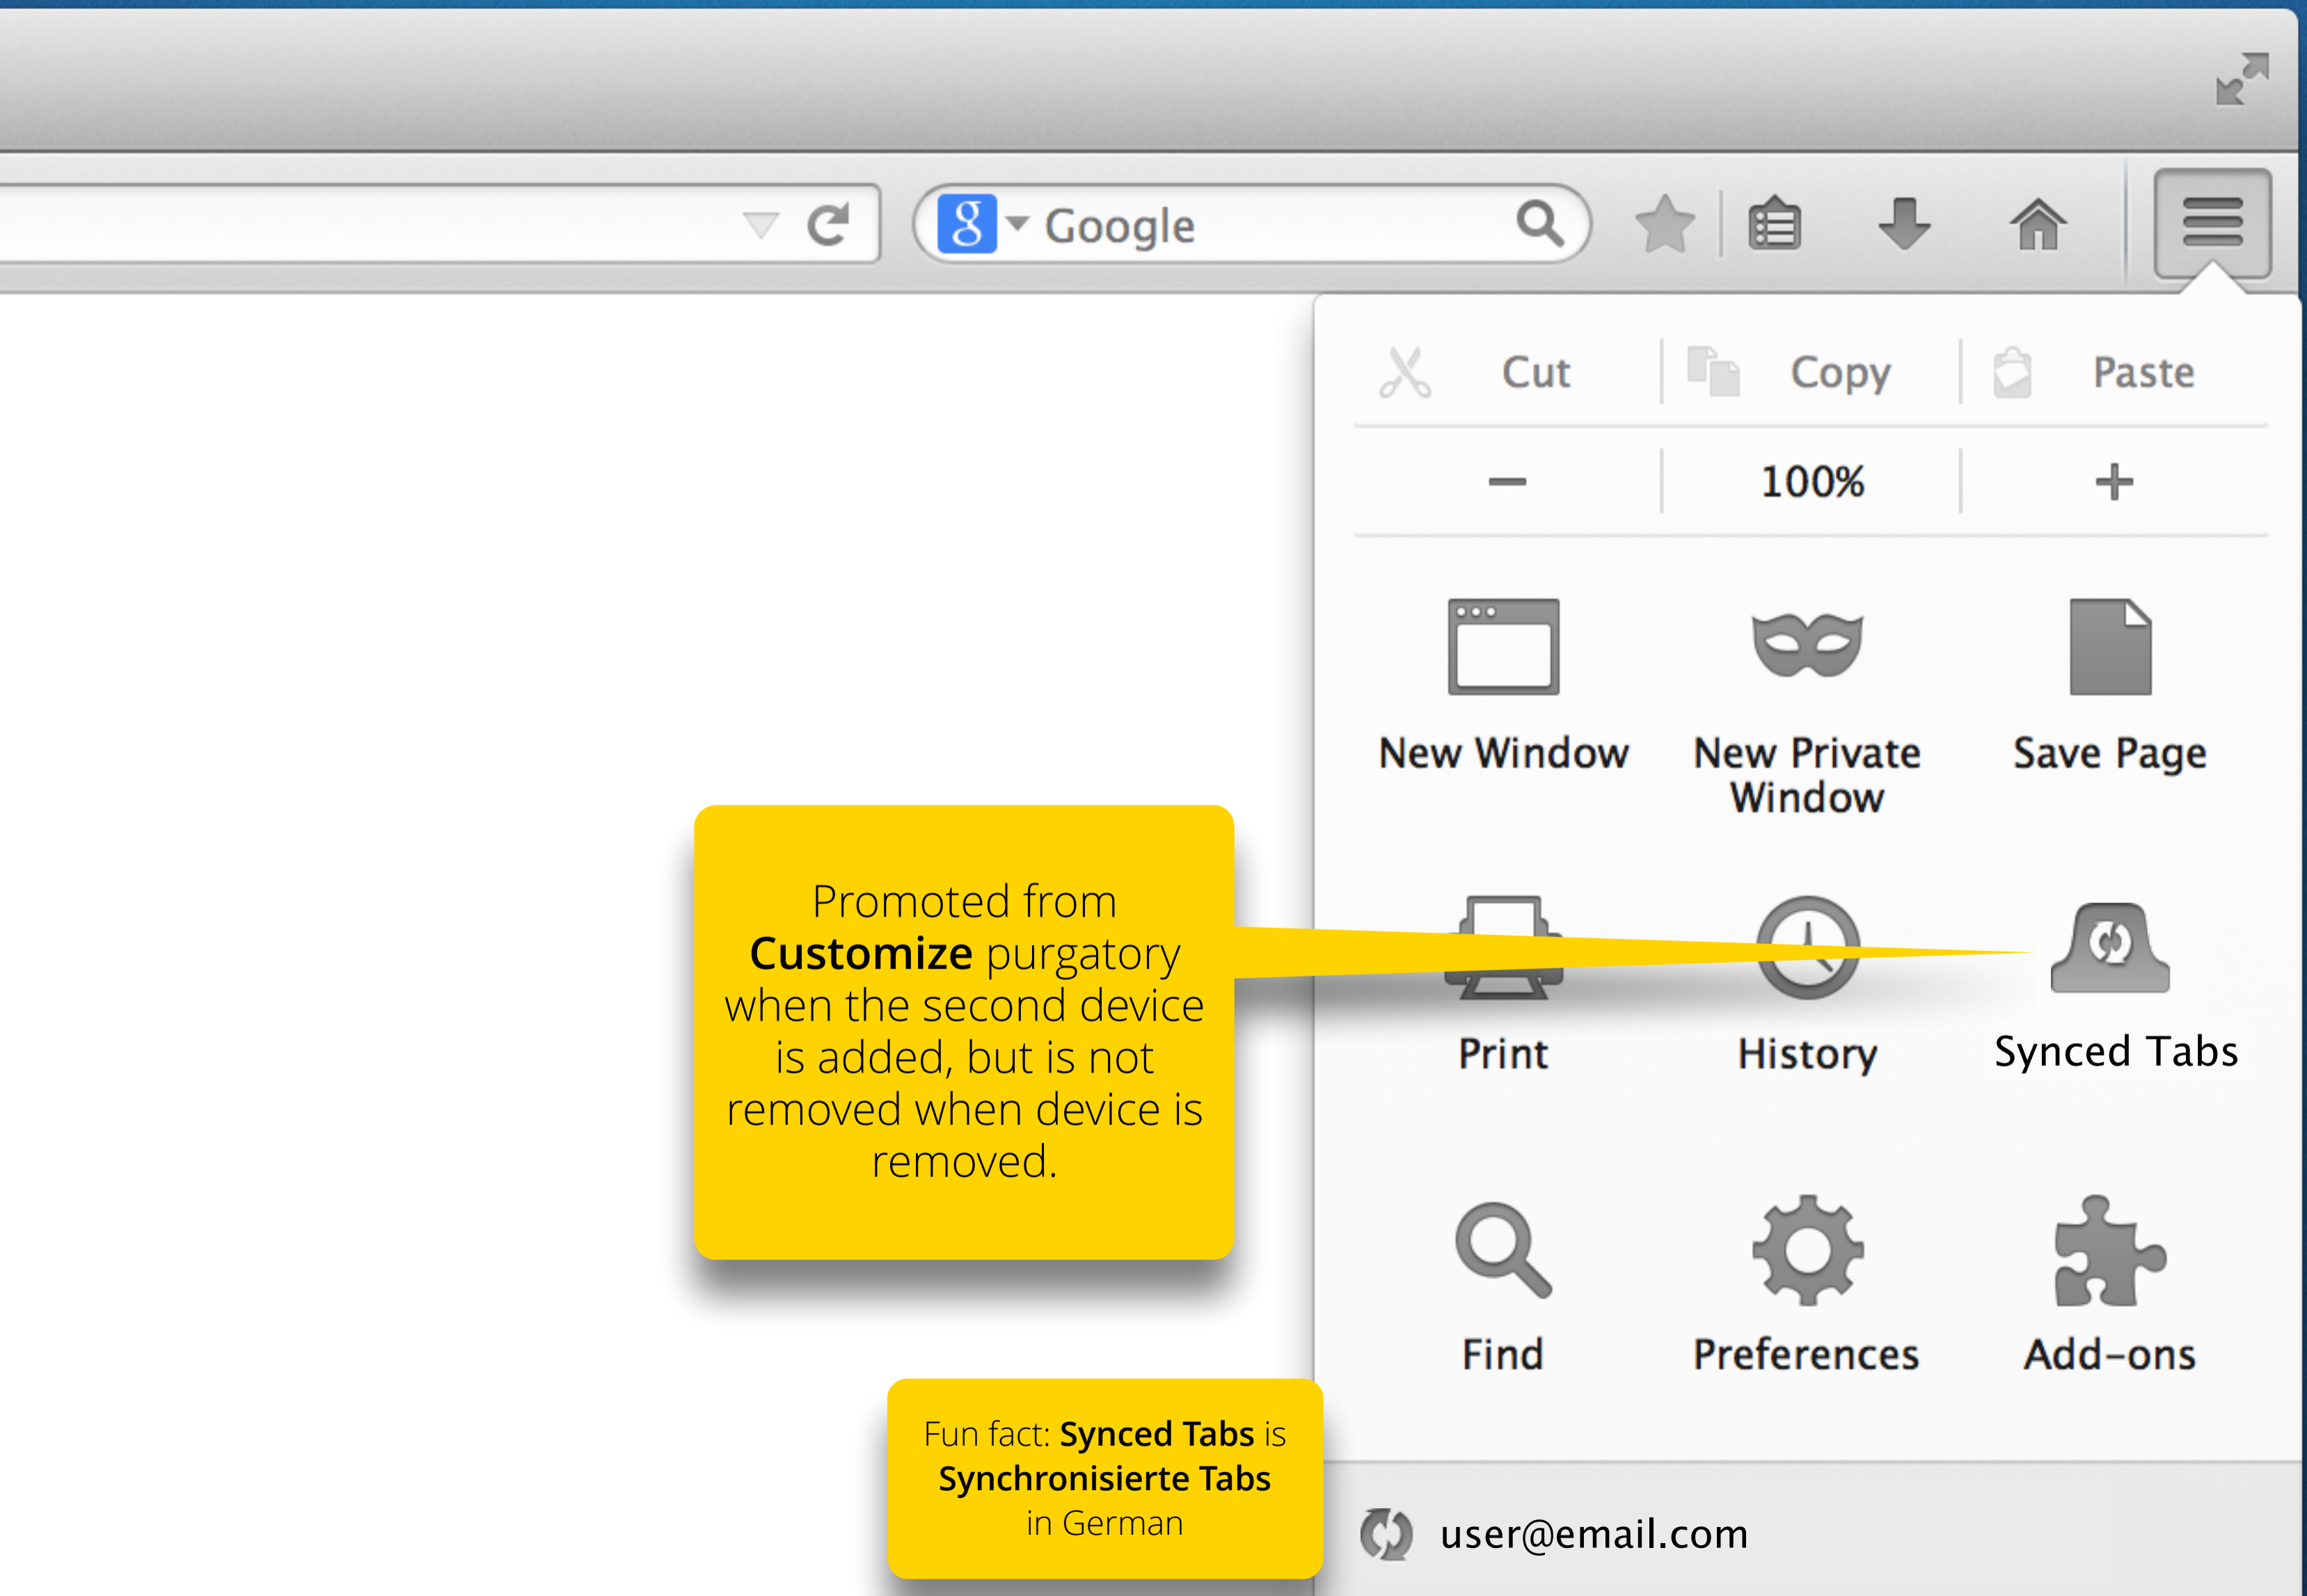 g Google
Cut Copy Paste
100%
New Window New Private Save Page
Window
Promoted from
Customize purgatory
when the second device
is added, but is not
removed when device is
removed.
Print History Synced Tabs
Find Preferences Add-ons
Fun fact: Synced Tabs is
Synchronisierte Tabs
in German
user@email.com